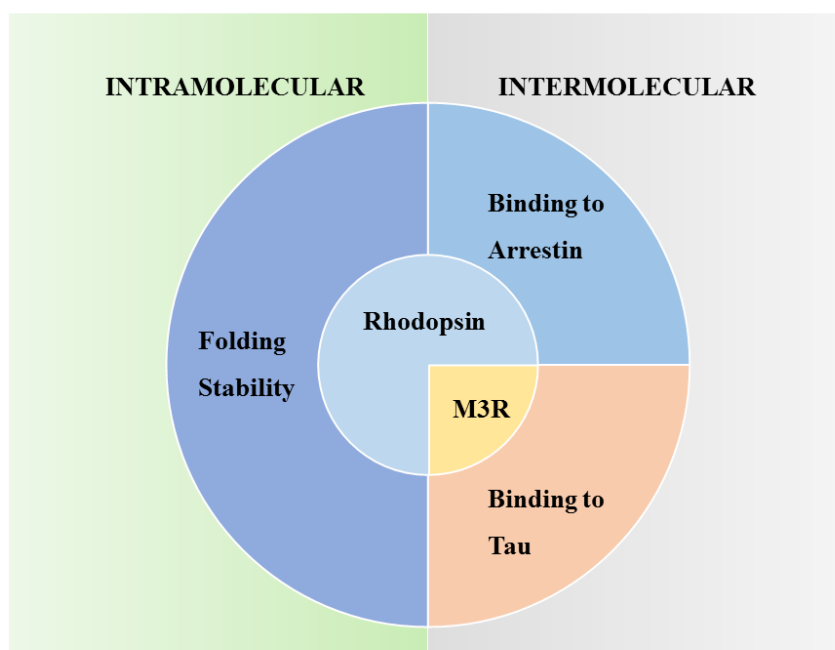 INTRAMOLECULAR
INTERMOLECULAR
Binding to
Arrestin
Rhodopsin
Folding
Stability
M3R
Binding to
Tau